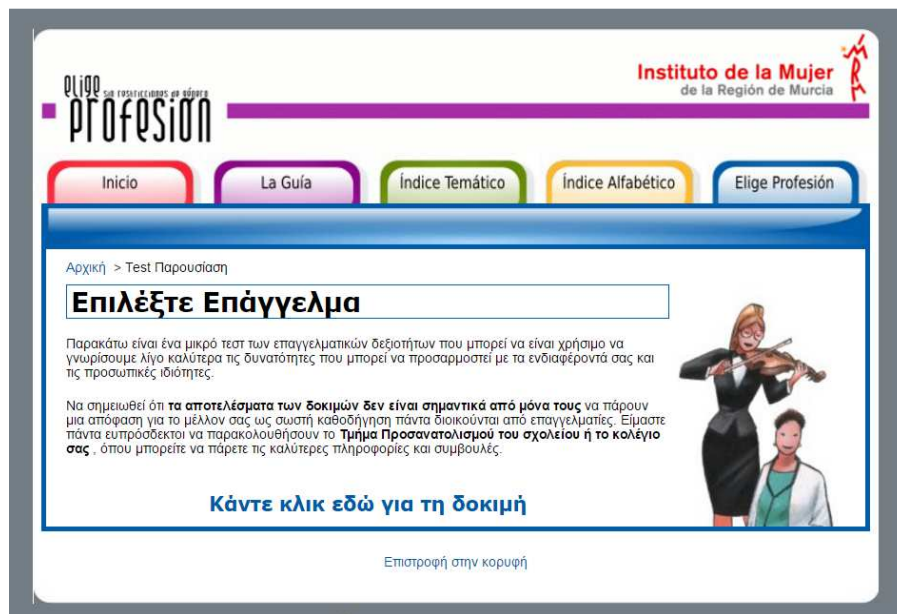 Instituto de la Mujer
de la Región de Murcia
elige sin restricciones de género
profesión
Inicio
La Guía
Índice Temático
Índice Alfabético
Elige Profesión
Αρχική > Test Παρουσίαση
Επιλέξτε Επάγγελμα
Παρακάτω είναι ένα μικρό τεστ των επαγγελματικών δεξιοτήτων που μπορεί να είναι χρήσιμο να
γνωρίσουμε λίγο καλύτερα τις δυνατότητες που μπορεί να προσαρμοστεί με τα ενδιαφέροντά σας και
τις προσωπικές ιδιότητες.
Να σημειωθεί ότι τα αποτελέσματα των δοκιμών δεν είναι σημαντικά από μόνα τους να πάρουν
μια απόφαση για το μέλλον σας ως σωστή καθοδήγηση πάντα διοικούνται από επαγγελματίες. Είμαστε
πάντα ευπρόσδεκτοι να παρακολουθήσουν το Τμήμα Προσανατολισμού του σχολείου ή το κολέγιο
σας , όπου μπορείτε να πάρετε τις καλύτερες πληροφορίες και συμβουλές.
Κάντε κλικ εδώ για τη δοκιμή
Επιστροφή στην κορυφή